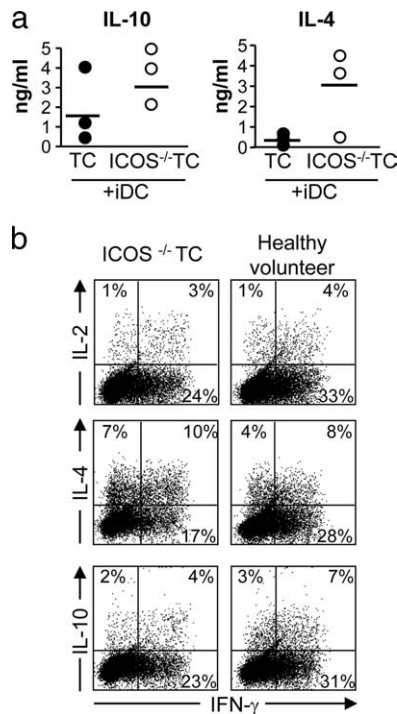 a
IL-10
IL-4
ng/ml
5
4
3
2
1
0
TC ICOS-/-TC
+iDC
ng/ml
5
4
3
2
1
0
TC ICOS-/-TC
+iDC
b
ICOS -/- TC
Healthy
volunteer
IL-2
1% 3%
24%
1% 4%
33%
IL-4
7% 10%
17%
4% 8%
28%
IL-10
2% 4%
23%
3% 7%
31%
IFN-γ